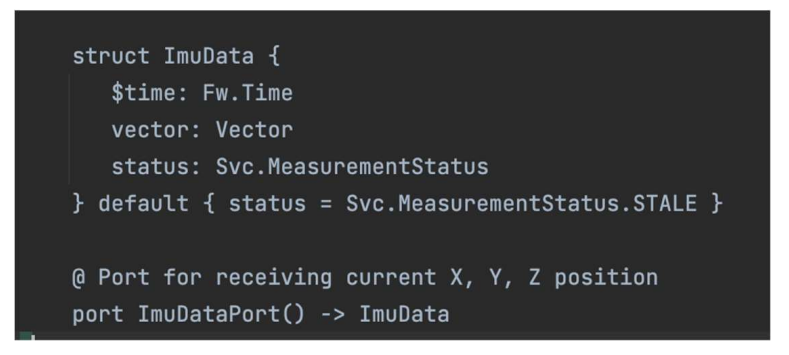 struct ImuData {
$time: Fw.Time
vector: Vector
status: Svc.MeasurementStatus
} default { status = Svc.MeasurementStatus.STALE }
@ Port for receiving current X, Y, Z position
port ImuDataPort() -> ImuData